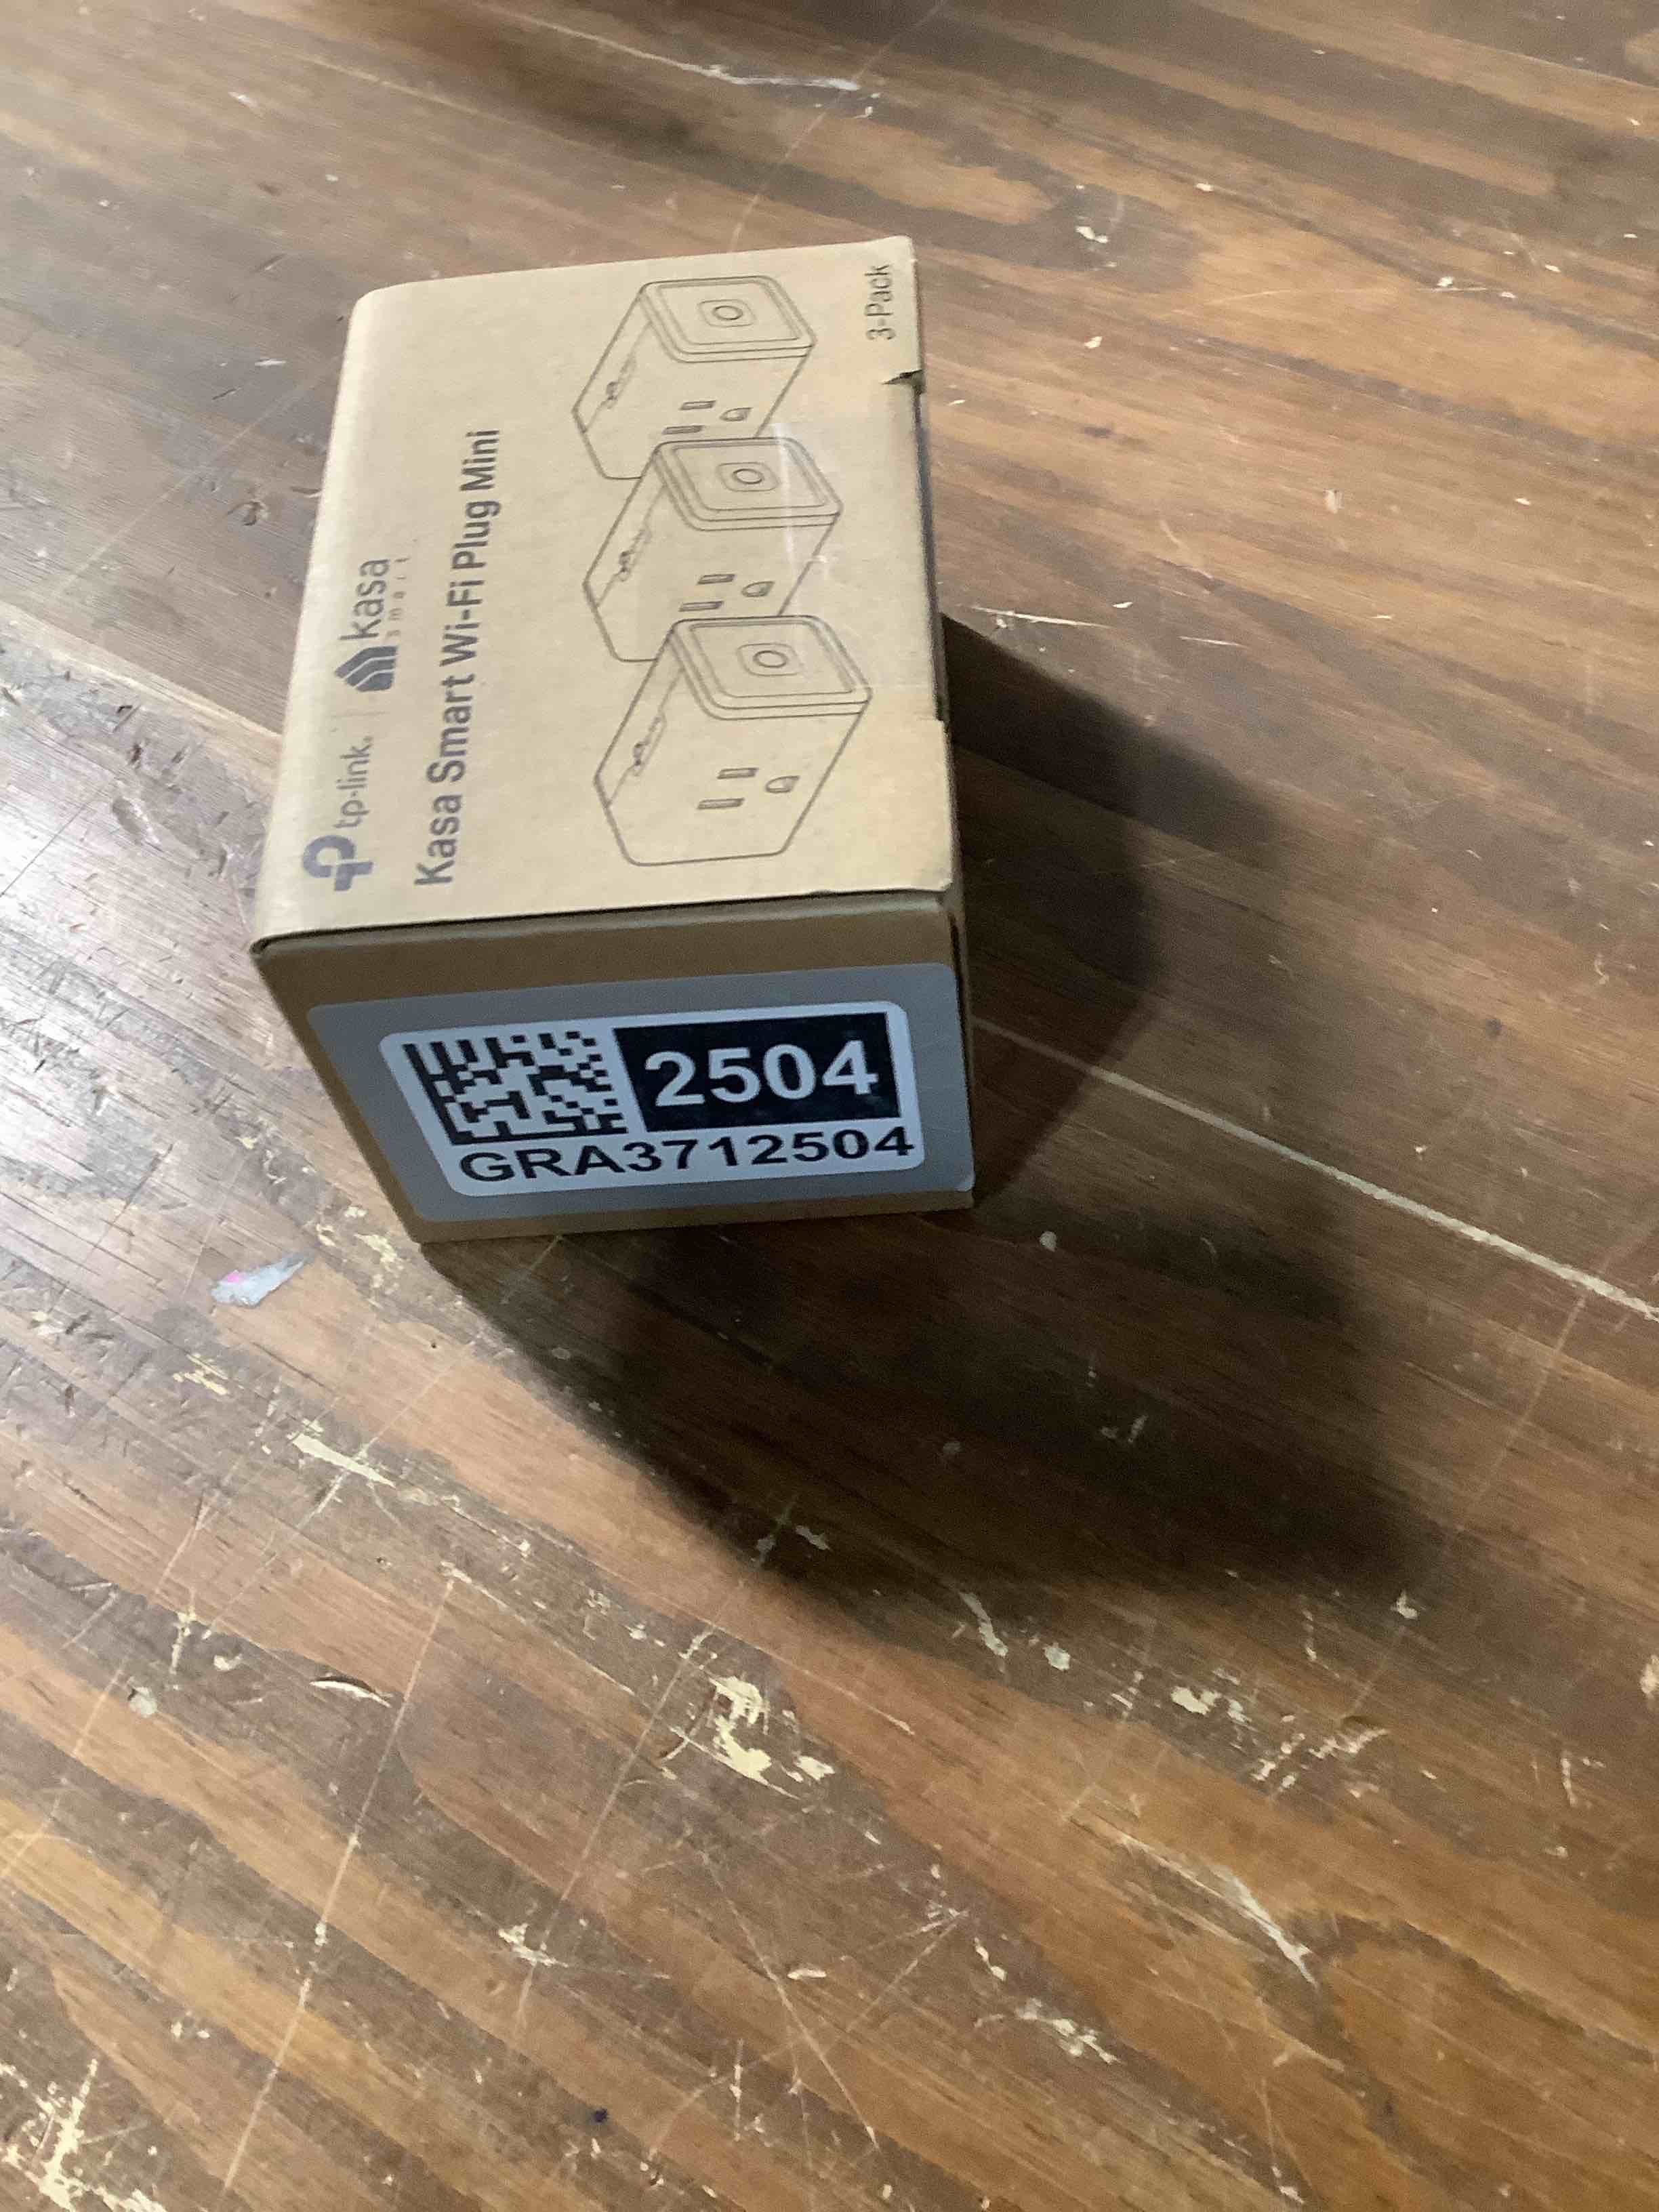 tp-link | kasa
smart
Kasa Smart Wi-Fi Plug Mini
3-Pack
2504
GRA3712504